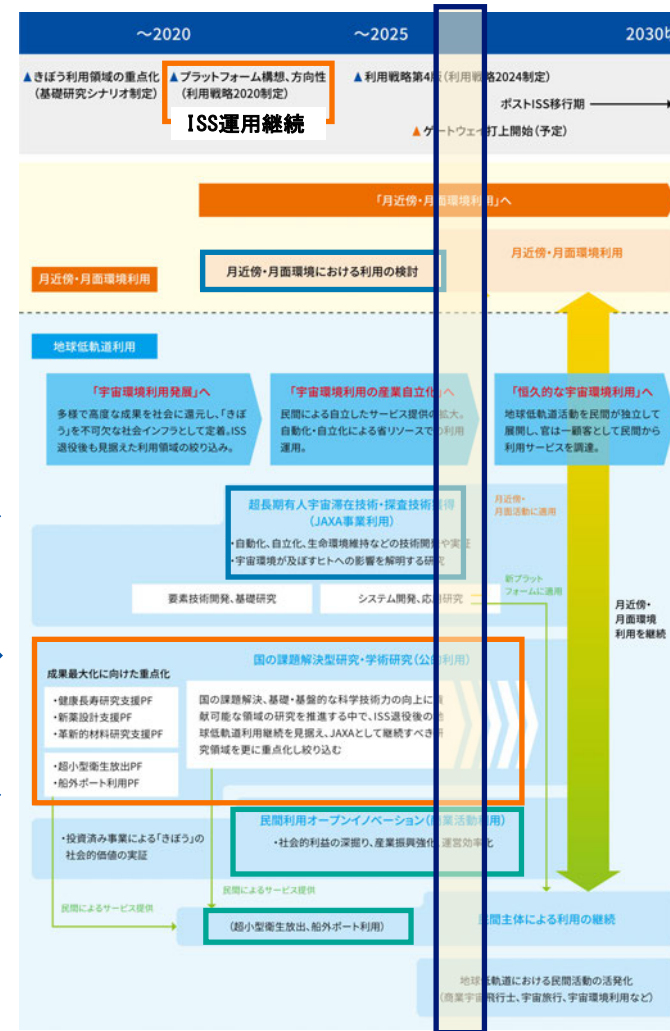 ～2020
～2025
2030
▲きぼう利用領域の重点化
（基礎研究シナリオ制定）
▲プラットフォーム構想、方向性
（利用戦略2020制定）
ISS運用継続
▲利用戦略第4版（利用戦略2024制定）
ポストISS移行期
▲ゲートウェイ打上開始（予定）
「月近傍・月面環境利用」へ
月近傍・月面環境利用
月近傍・月面環境における利用の検討
月近傍・月面環境利用
地球低軌道利用
「宇宙環境利用発展」へ
多様で高度な成果を社会に還元し、「きぼ
う」を不可欠な社会インフラとして定着。ISS
退役後も見据えた利用領域の絞り込み。
「宇宙環境利用の産業自立化」へ
民間による自立したサービス提供の拡大。
自動化・自立化による省リソースでの利用
運用。
「恒久的な宇宙環境利用」へ
地球低軌道活動を民間が独立して
展開し、官は一顧客として民間から
利用サービスを調達。
超長期有人宇宙滞在技術・探査技術獲得
（JAXA事業利用）
・自動化、自立化、生命環境維持などの技術開発や実証
・宇宙環境が及ぼすヒトへの影響を解明する研究
月近傍・
月面活動に適用
要素技術開発、基礎研究
システム開発、応用研究
新プラット
フォームに適用
月近傍・
月面環境
利用を継続
国の課題解決型研究・学術研究（公的利用）
成果最大化に向けた重点化
・健康長寿研究支援PF
・新薬設計支援PF
・革新的材料研究支援PF
・超小型衛生放出PF
・船外ポート利用PF
国の課題解決、基礎・基盤的な科学技術力の向上に貢
献可能な領域の研究を推進する中で、ISS退役後の地
球低軌道利用継続を見据え、JAXAとして継続すべき研
究領域を更に重点化し絞り込む
民間利用オープンイノベーション（商業活動利用）
・社会的利益の深掘り、産業振興強化、運営効率化
・投資済み事業による「きぼう」の
社会的価値の実証
民間によるサービス提供
民間によるサービス提供
（超小型衛生放出、船外ポート利用）
民間主体による利用の継続
地球低軌道における民間活動の活発化
（商業宇宙飛行士、宇宙旅行、宇宙環境利用など）